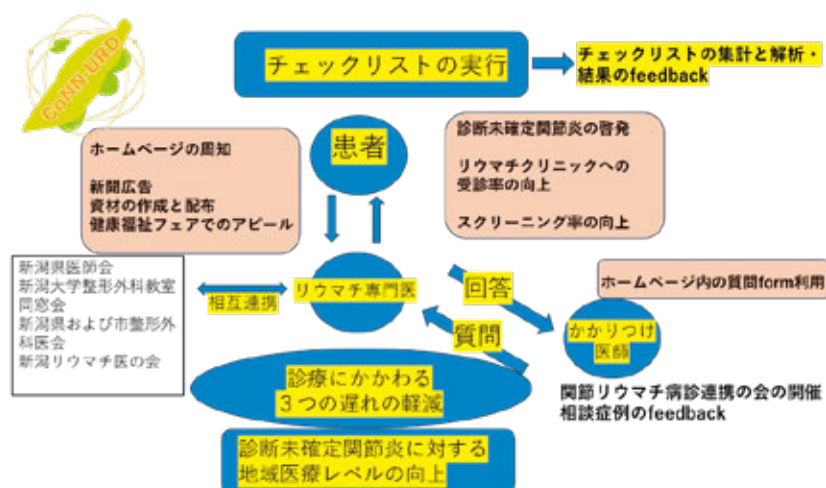 CoNN-URD
チェックリストの実行
チェックリストの集計と解析・
結果のfeedback
ホームページの周知
新聞広告
資材の作成と配布
健康福祉フェアでのアピール
患者
診断未確定関節炎の啓発
リウマチクリニックへの
受診率の向上
スクリーニング率の向上
新潟県医師会
新潟大学整形外科教室
同窓会
新潟県および市整形外
科医会
新潟リウマチ医の会
相互連携
リウマチ専門医
回答
質問
ホームページ内の質問form利用
かかりつけ
医師
関節リウマチ病診連携の会の開催
相談症例のfeedback
診療にかかわる
３つの遅れの軽減
診断未確定関節炎に対する
地域医療レベルの向上